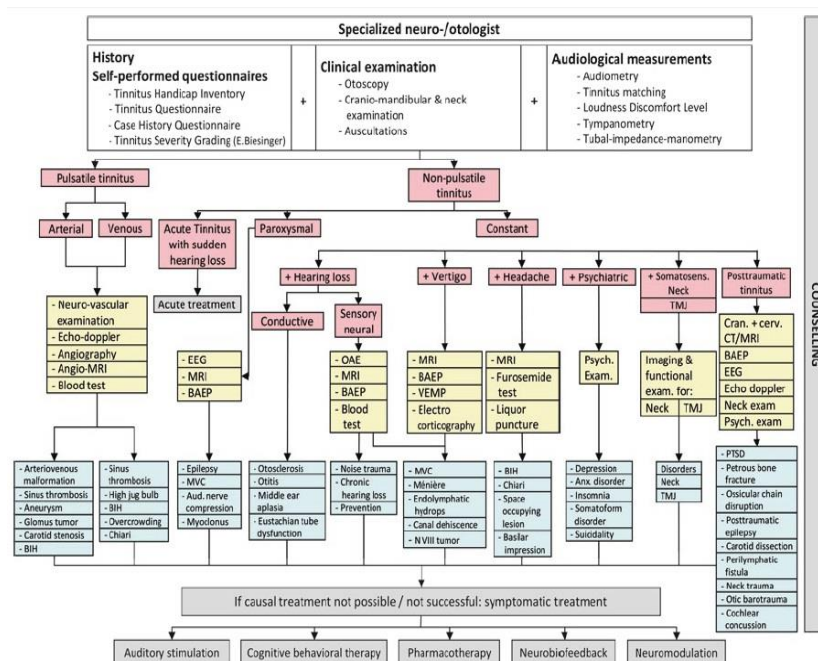 Specialized neuro-/otologist
History
Self-performed questionnaires
- Tinnitus Handicap Inventory
- Tinnitus Questionnaire
- Case History Questionnaire
- Tinnitus Severity Grading (E.Biesinger)
+
Clinical examination
- Otoscopy
- Cranio-mandibular & neck
examination
- Auscultations
+
Audiological measurements
- Audiometry
- Tinnitus matching
- Loudness Discomfort Level
- Tympanometry
- Tubal-impedance-manometry
COUNSELLING
Pulsatile tinnitus
Non-pulsatile
tinnitus
Arterial
Venous
Acute Tinnitus
with sudden
hearing loss
Paroxysmal
Constant
Acute treatment
+ Hearing loss
+ Vertigo
+ Headache
+ Psychiatric
+ Somatosens.
Neck
TMJ
Posttraumatic
tinnitus
Conductive
Sensory
neural
- Neuro-vascular
examination
- Echo-doppler
- Angiography
- Angio-MRI
- Blood test
- EEG
- MRI
- BAEP
- OAE
- MRI
- BAEP
- Blood
test
- MRI
- BAEP
- VEMP
- Electro
corticography
- MRI
- Furosemide
test
- Liquor
puncture
Psych.
Exam.
Imaging &
functional
exam. for:
Neck
TMJ
Cran. + cerv.
CT/MRI
BAEP
EEG
Echo doppler
Neck exam
Psych. exam
- Arteriovenous
malformation
- Sinus thrombosis
- Aneurysm
- Glomus tumor
- Carotid stenosis
- BIH
- Sinus
thrombosis
- High jug bulb
- BIH
- Overcrowding
- Chiari
- Epilepsy
- MVC
- Aud. nerve
compression
- Myoclonus
- Otosclerosis
- Otitis
- Middle ear
aplasia
- Eustachian tube
dysfunction
- Noise trauma
- Chronic
hearing loss
- Prevention
- MVC
- Ménière
- Endolymphatic
hydrops
- Canal dehiscence
- N VIII tumor
- BIH
- Chiari
- Space
occupying
lesion
- Basilar
impression
- Depression
- Anx. disorder
- Insomnia
- Somatoform
disorder
- Suicidality
Disorders
Neck
TMJ
- PTSD
- Petrous bone
fracture
- Ossicular chain
disruption
- Posttraumatic
epilepsy
- Carotid dissection
- Perilymphatic
fistula
- Neck trauma
- Otic barotrauma
- Cochlear
concussion
If causal treatment not possible / not successful: symptomatic treatment
Auditory stimulation
Cognitive behavioral therapy
Pharmacotherapy
Neurobiofeedback
Neuromodulation